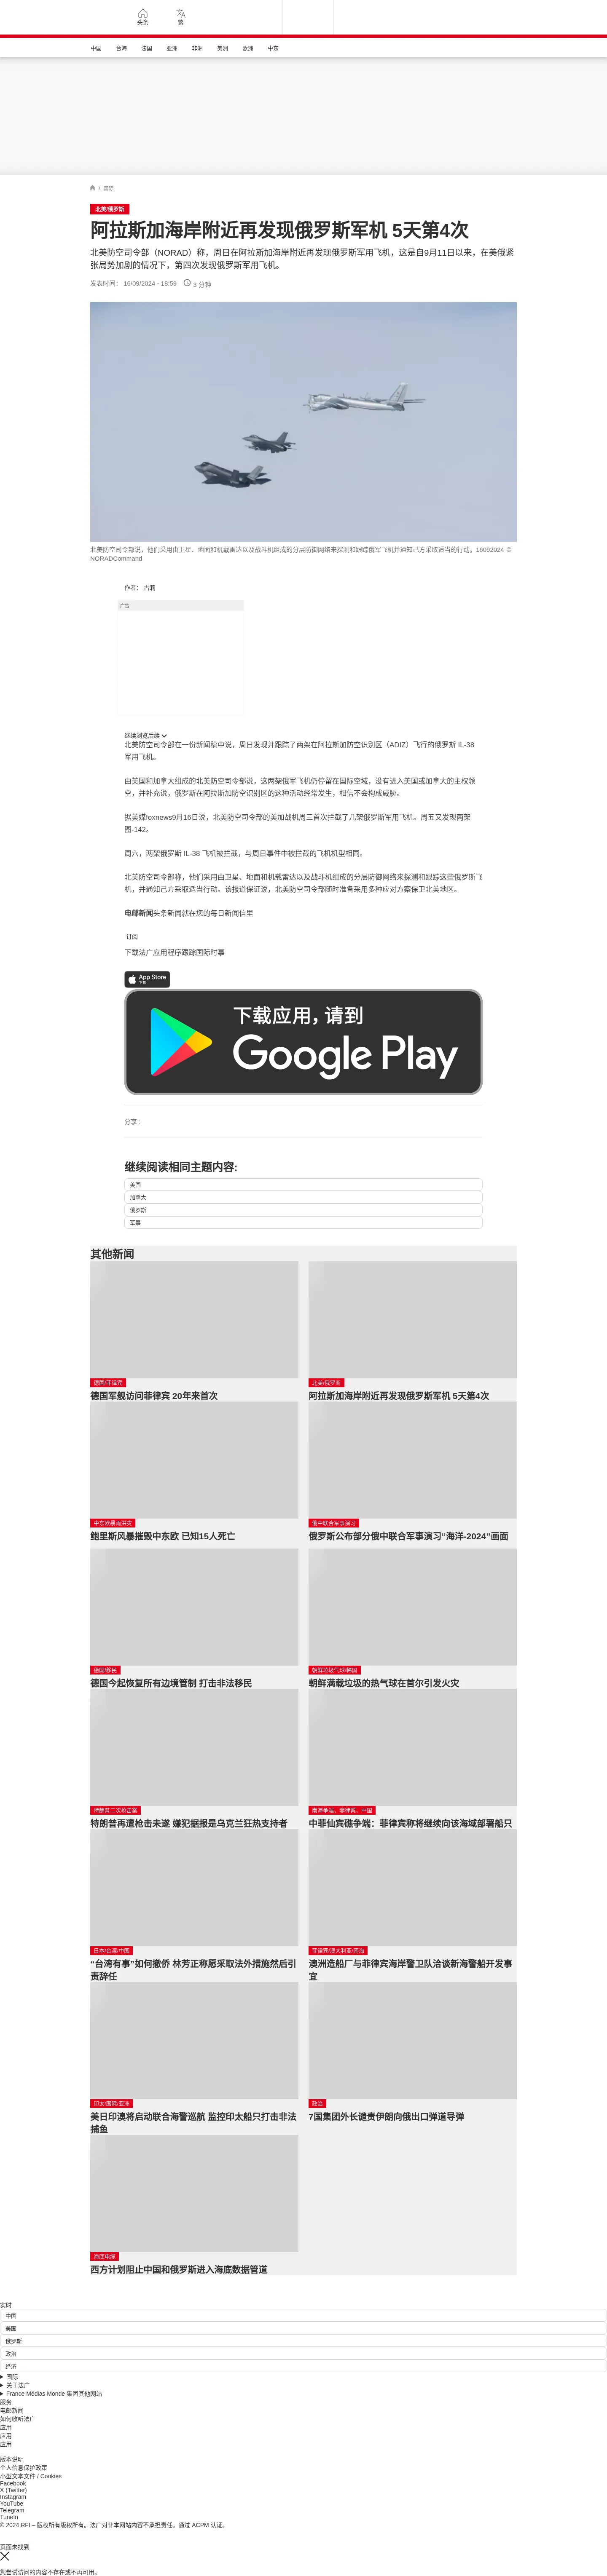 头条
繁
中国
台海
法国
亚洲
非洲
美洲
欧洲
中东
/ 国际
北美/俄罗斯
阿拉斯加海岸附近再发现俄罗斯军机 5天第4次
北美防空司令部（NORAD）称，周日在阿拉斯加海岸附近再发现俄罗斯军用飞机，这是自9月11日以来，在美俄紧
张局势加剧的情况下，第四次发现俄罗斯军用飞机。
发表时间： 16/09/2024 - 18:59
3 分钟
北美防空司令部说，他们采用由卫星、地面和机载雷达以及战斗机组成的分层防御网络来探测和跟踪俄军飞机并通知己方采取适当的行动。16092024 ©
NORADCommand
作者： 古莉
广告
继续浏览后续
北美防空司令部在一份新闻稿中说，周日发现并跟踪了两架在阿拉斯加防空识别区（ADIZ）飞行的俄罗斯 IL-38
军用飞机。
由美国和加拿大组成的北美防空司令部说，这两架俄军飞机仍停留在国际空域，没有进入美国或加拿大的主权领
空，并补充说，俄罗斯在阿拉斯加防空识别区的这种活动经常发生，相信不会构成威胁。
据美媒foxnews9月16日说，北美防空司令部的美加战机周三首次拦截了几架俄罗斯军用飞机。周五又发现两架
图-142。
周六，两架俄罗斯 IL-38 飞机被拦截，与周日事件中被拦截的飞机机型相同。
北美防空司令部称，他们采用由卫星、地面和机载雷达以及战斗机组成的分层防御网络来探测和跟踪这些俄罗斯飞
机，并通知己方采取适当行动。该报道保证说，北美防空司令部随时准备采用多种应对方案保卫北美地区。
电邮新闻头条新闻就在您的每日新闻信里
订阅
下载法广应用程序跟踪国际时事
App Store
下载
下载应用，请到
Google Play
分享 :
继续阅读相同主题内容:
美国
加拿大
俄罗斯
军事
其他新闻
德国/菲律宾
德国军舰访问菲律宾 20年来首次
北美/俄罗斯
阿拉斯加海岸附近再发现俄罗斯军机 5天第4次
中东欧暴雨洪灾
鲍里斯风暴摧毁中东欧 已知15人死亡
俄中联合军事演习
俄罗斯公布部分俄中联合军事演习“海洋-2024”画面
德国/移民
德国今起恢复所有边境管制 打击非法移民
朝鲜垃圾气球/韩国
朝鲜满载垃圾的热气球在首尔引发火灾
特朗普二次枪击案
特朗普再遭枪击未遂 嫌犯据报是乌克兰狂热支持者
南海争端，菲律宾，中国
中菲仙宾礁争端：菲律宾称将继续向该海域部署船只
日本/台湾/中国
“台湾有事”如何撤侨 林芳正称愿采取法外措施然后引
责辞任
菲律宾/澳大利亚/南海
澳洲造船厂与菲律宾海岸警卫队洽谈新海警船开发事
宜
印太/国际/亚洲
美日印澳将启动联合海警巡航 监控印太船只打击非法
捕鱼
政治
7国集团外长谴责伊朗向俄出口弹道导弹
海底电缆
西方计划阻止中国和俄罗斯进入海底数据管道
实时
中国
美国
俄罗斯
政治
经济
国际
关于法广
France Médias Monde 集团其他网站
服务
电邮新闻
如何收听法广
应用
应用
应用
版本说明
个人信息保护政策
小型文本文件 / Cookies
Facebook
X (Twitter)
Instagram
YouTube
Telegram
TuneIn
© 2024 RFI – 版权所有版权所有。法广对非本网站内容不承担责任。通过 ACPM 认证。
页面未找到
您尝试访问的内容不存在或不再可用。